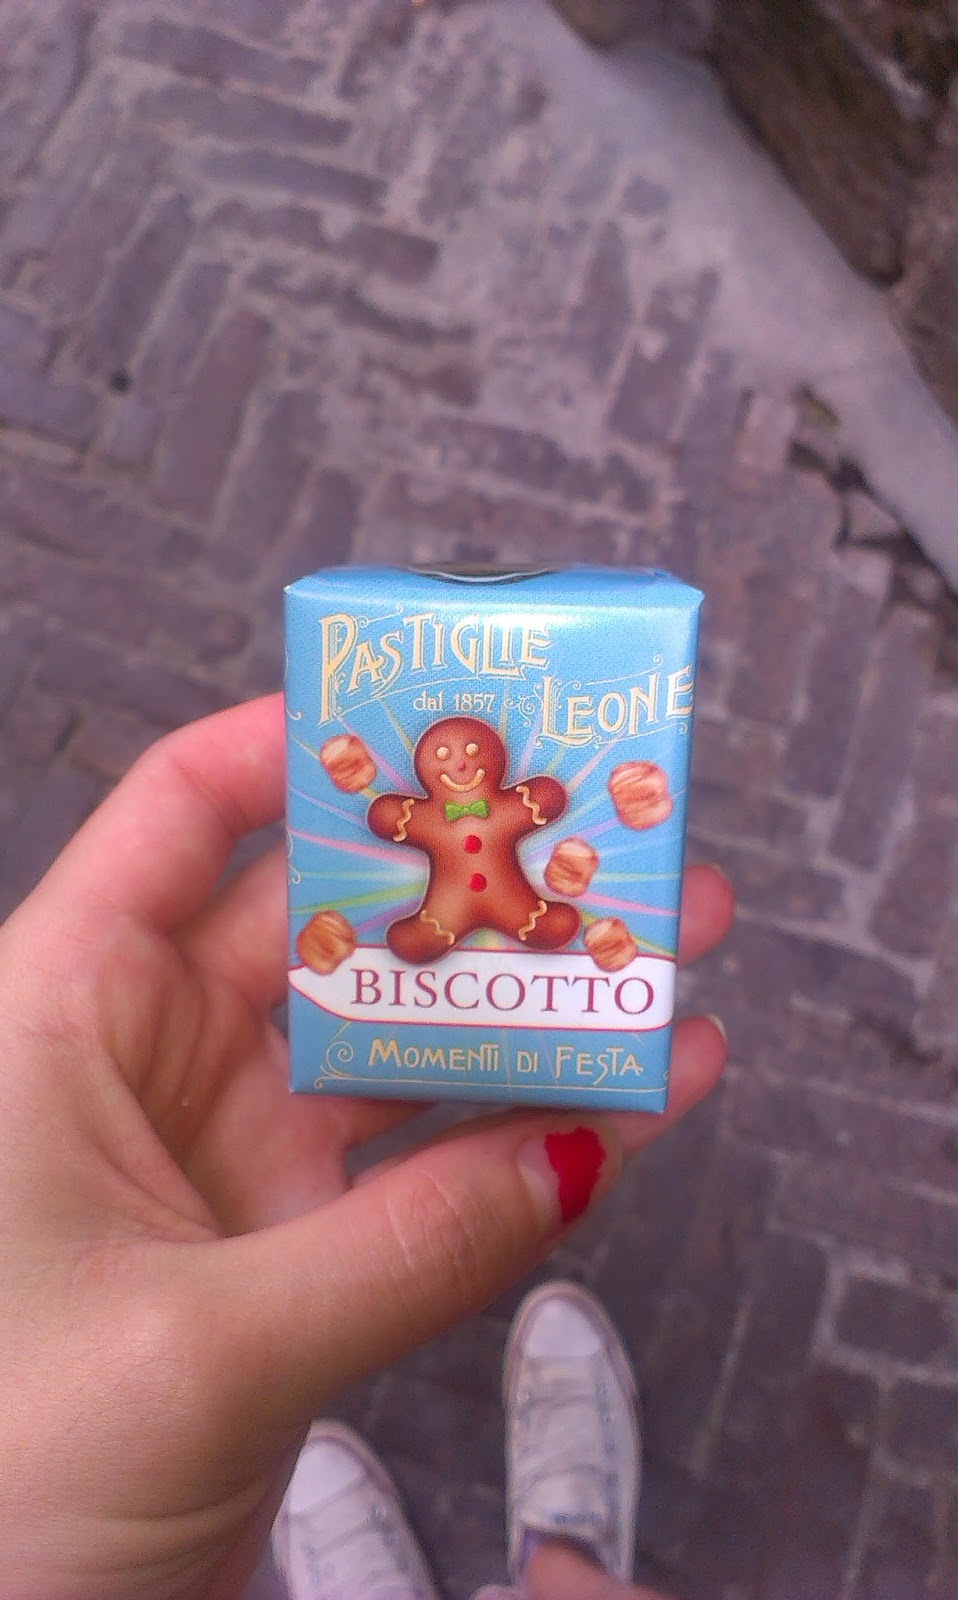 PASTIGLIE
LEONE
dal 1857
BISCOTTO
MOMENTI DI FESTA